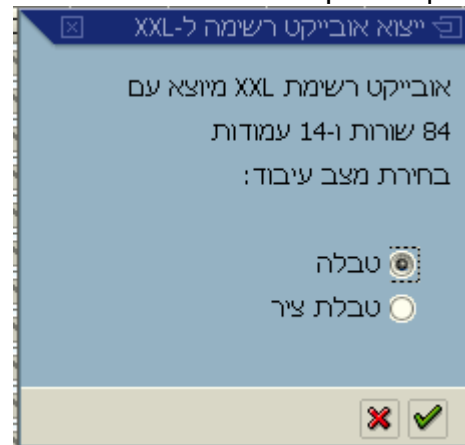 ייצוא אובייקט רשימה ל-XXL
אובייקט רשימת XXL מיוצא עם
84 שורות ו-14 עמודות
בחירת מצב עיבוד:
טבלה
טבלת ציר